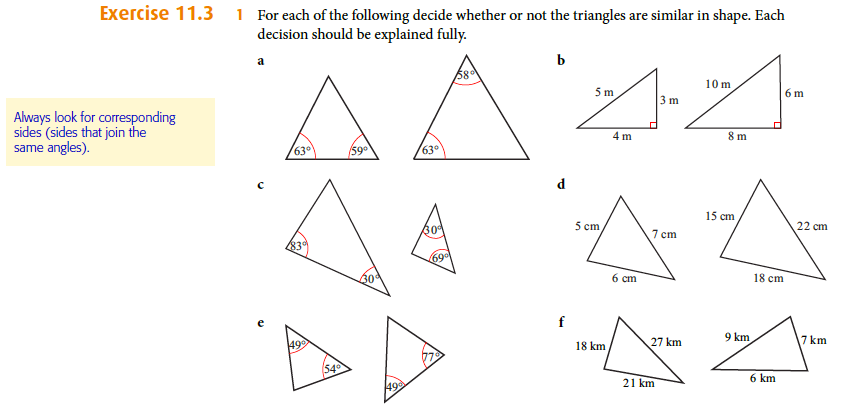 Exercise 11.3 1 For each of the following decide whether or not the triangles are similar in shape. Each
decision should be explained fully.
Always look for corresponding
sides (sides that join the
same angles).
a
63°
59°
58°
63°
b
5 m
3 m
4 m
10 m
6 m
8 m
c
83°
30°
30°
69°
d
5 cm
7 cm
6 cm
15 cm
22 cm
18 cm
e
49°
54°
77°
49°
f
18 km
27 km
21 km
9 km
7 km
6 km